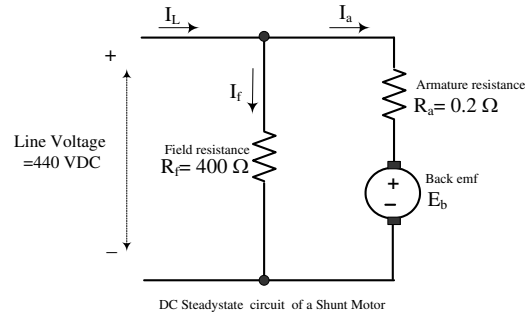 I_L
I_a
+
I_f
Armature resistance
R_a= 0.2 Ω
Line Voltage
=440 VDC
Field resistance
R_f= 400 Ω
Back emf
E_b
+
−
−
DC Steadystate circuit of a Shunt Motor